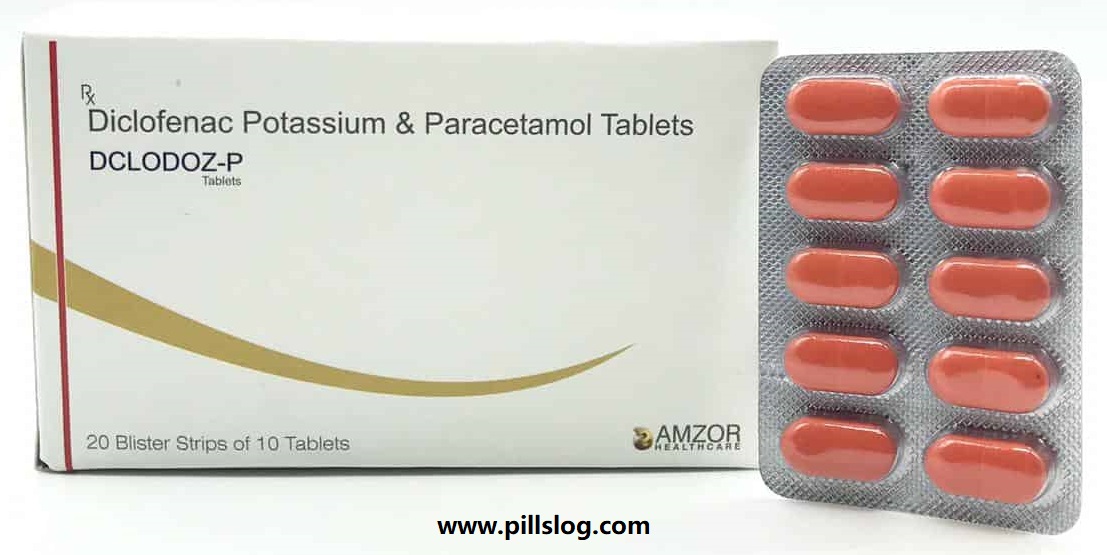 Rx
Diclofenac Potassium & Paracetamol Tablets
DCLODOZ-P
Tablets
20 Blister Strips of 10 Tablets
AMZOR
HEALTHCARE
www.pillslog.com